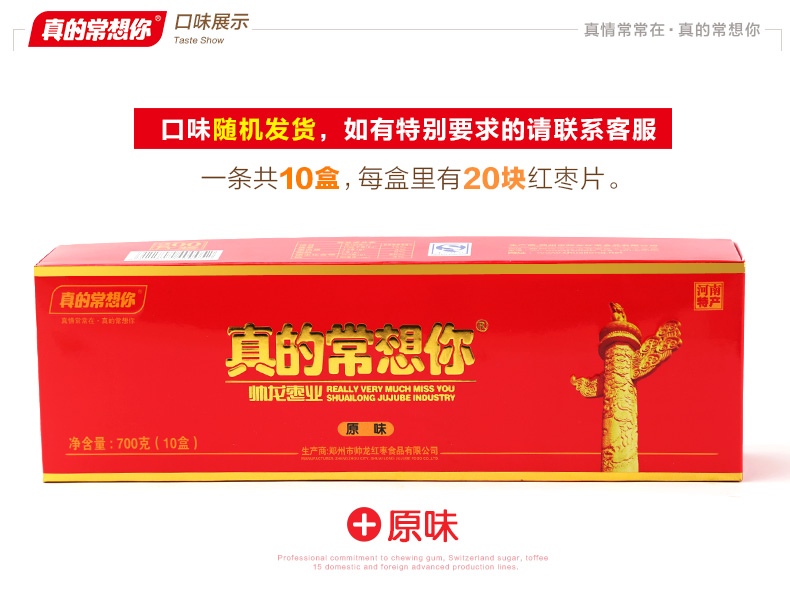 真的常想你®
口味展示
Taste Show
真情常常在·真的常想你
口味随机发货，如有特别要求的请联系客服
一条共10盒，每盒里有20块红枣片。
真的常想你
真情常常在·真的常想你
河南
特产
真的常想你
帅龙枣业
REALLY VERY MUCH MISS YOU
SHUAILONG JUJUBE INDUSTRY
原 味
净含量：700克（10盒）
生产商:郑州市帅龙红枣食品有限公司
原味
Professional commitment to chewing gum, Switzerland sugar, toffee
15 domestic and foreign advanced production lines.